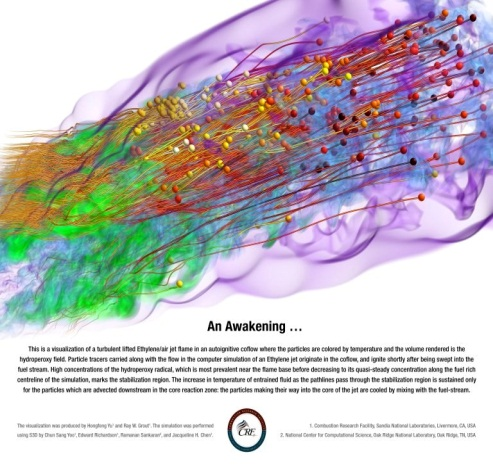 An Awakening ...
This is a visualization of a turbulent lifted Ethylene/air jet flame in an autoignitive coflow where the particles are colored by temperature and the volume rendered is the
hydroperoxy field. Particle tracers carried along with the flow in the computer simulation of an Ethylene jet originate in the coflow, and ignite shortly after being swept into the
fuel stream. High concentrations of the hydroperoxy radical, which is most prevalent near the flame base before decreasing to its quasi-steady concentration along the fuel rich
centreline of the simulation, marks the stabilization region. The increase in temperature of entrained fluid as the pathlines pass through the stabilization region is sustained only
for the particles which are advected downstream in the core reaction zone: the particles making their way into the core of the jet are cooled by mixing with the fuel-stream.
The visualization was produced by Hongfeng Yu¹ and Ray W. Grout¹. The simulation was performed
using S3D by Chun Sang Yoo¹, Edward Richardson¹, Ramanan Sankaran², and Jacqueline H. Chen¹.
CRF
1. Combustion Research Facility, Sandia National Laboratories, Livermore, CA, USA
2. National Center for Computational Science, Oak Ridge National Laboratory, Oak Ridge, TN, USA